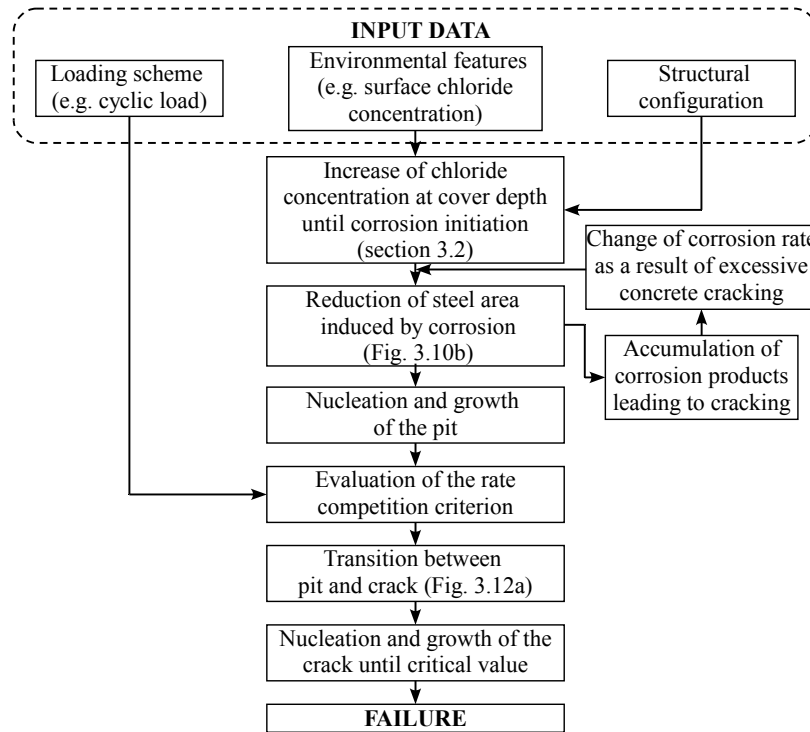 INPUT DATA
Loading scheme
(e.g. cyclic load)
Environmental features
(e.g. surface chloride
concentration)
Structural
configuration
Increase of chloride
concentration at cover depth
until corrosion initiation
(section 3.2)
Change of corrosion rate
as a result of excessive
concrete cracking
Reduction of steel area
induced by corrosion
(Fig. 3.10b)
Accumulation of
corrosion products
leading to cracking
Nucleation and growth
of the pit
Evaluation of the rate
competition criterion
Transition between
pit and crack (Fig. 3.12a)
Nucleation and growth of the
crack until critical value
FAILURE